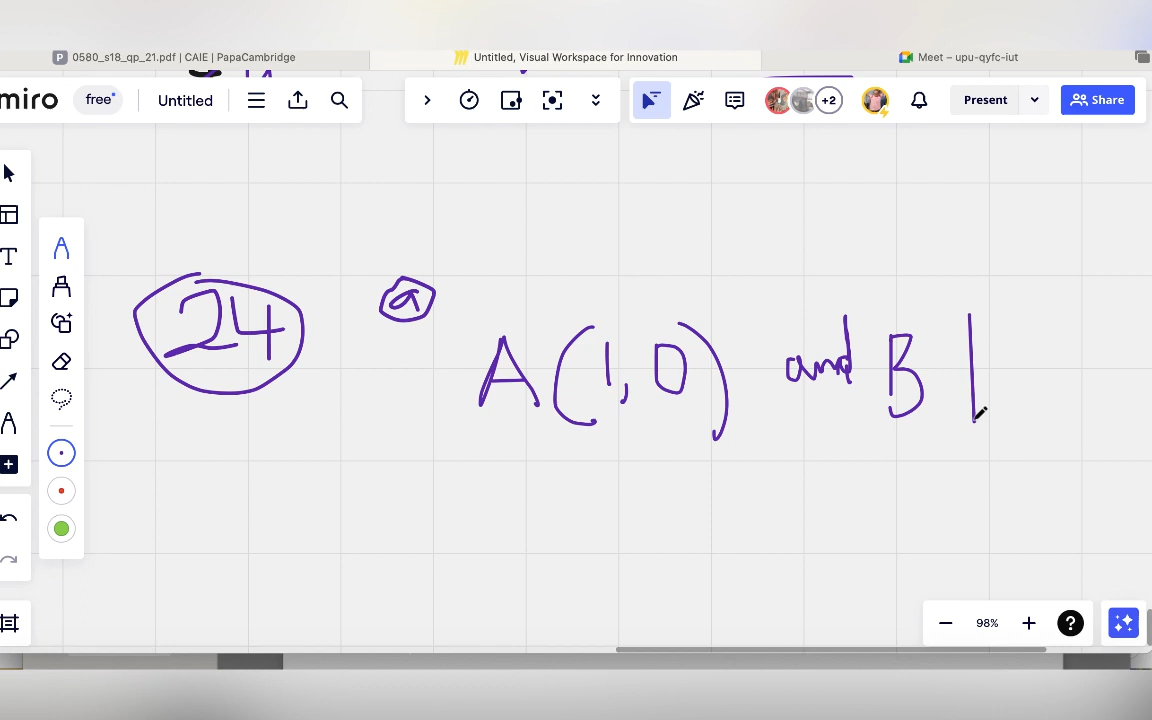 0580_s18_qp_21.pdf | CAIE | PapaCambridge
Untitled, Visual Workspace for Innovation
Meet – upu-qyfc-iut
miro
free
Untitled
+2
Present
Share
24
a
A(1,0) and B
98%